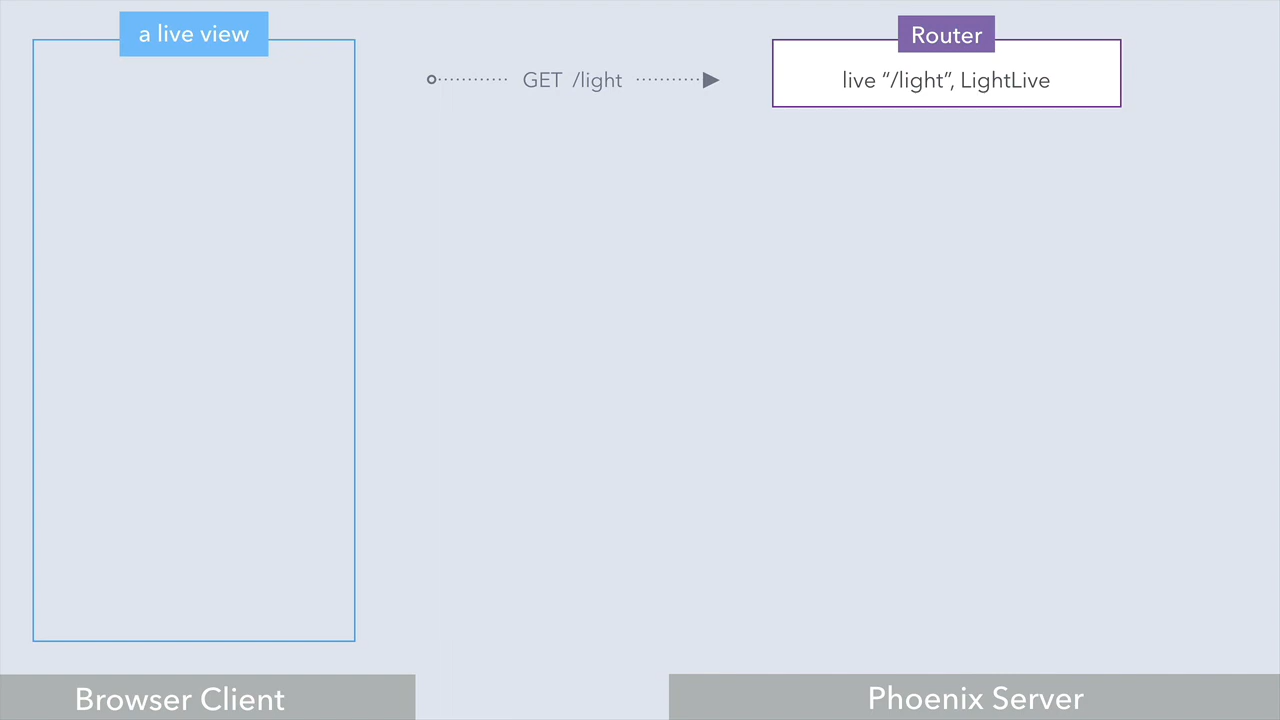 a live view
GET /light
Router
live “/light”, LightLive
Browser Client
Phoenix Server